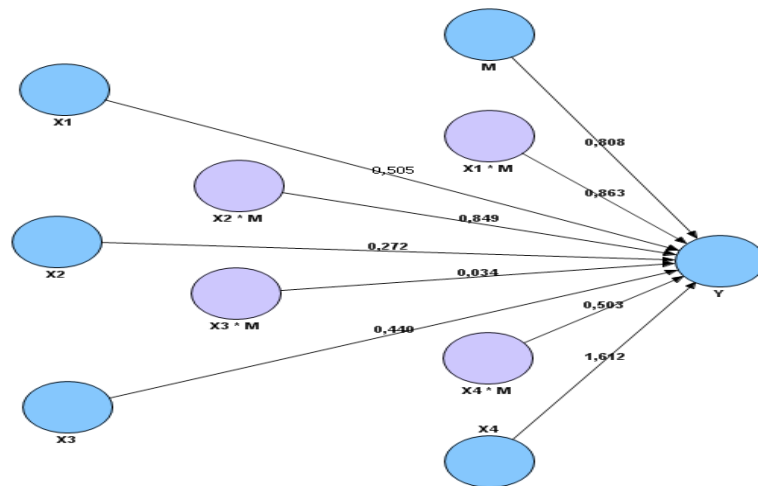 M
X1
0,808
X1 * M
0,505
0,863
X2 * M
0,849
0,272
X2
0,034
Y
X3 * M
0,503
0,440
1,612
X4 * M
X4
X3